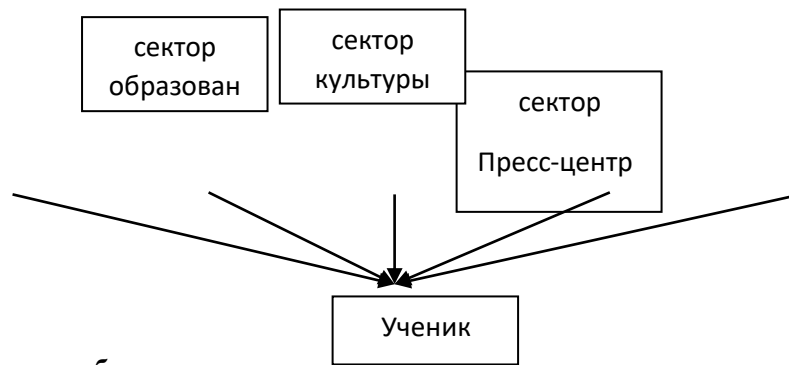 сектор
образован
сектор
культуры
сектор
Пресс-центр
Ученик